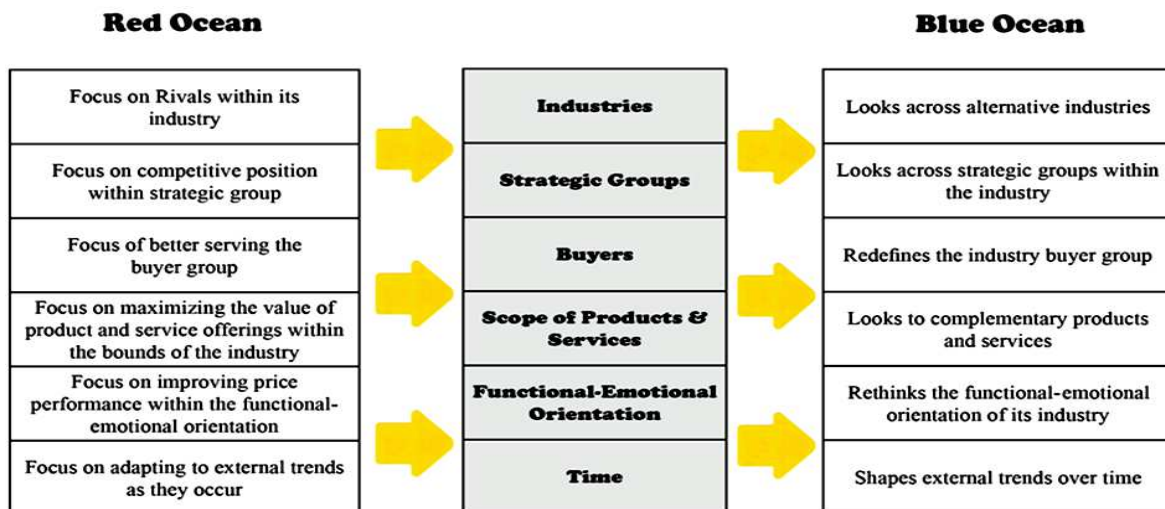 Red Ocean
Blue Ocean
Focus on Rivals within its
industry
Industries
Looks across alternative industries
Focus on competitive position
within strategic group
Strategic Groups
Looks across strategic groups within
the industry
Focus of better serving the
buyer group
Buyers
Redefines the industry buyer group
Focus on maximizing the value of
product and service offerings within
the bounds of the industry
Scope of Products &
Services
Looks to complementary products
and services
Focus on improving price
performance within the functional-
emotional orientation
Functional-Emotional
Orientation
Rethinks the functional-emotional
orientation of its industry
Focus on adapting to external trends
as they occur
Time
Shapes external trends over time